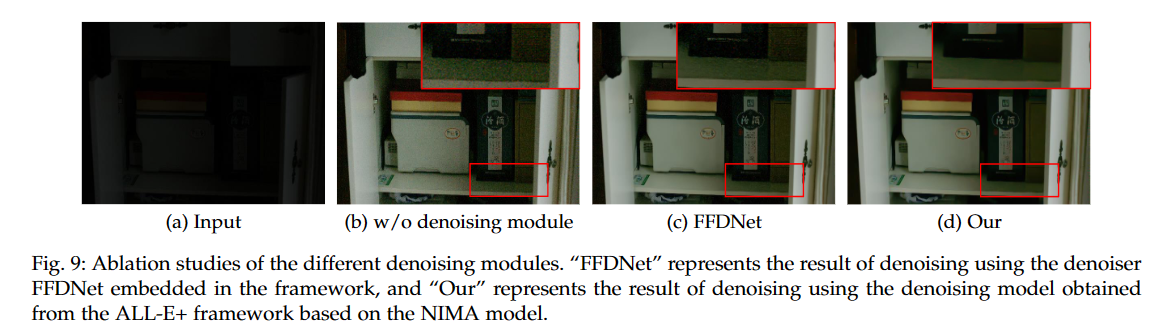 (a) Input
(b) w/o denoising module
(c) FFDNet
(d) Our
Fig. 9: Ablation studies of the different denoising modules. “FFDNet” represents the result of denoising using the denoiser
FFDNet embedded in the framework, and “Our” represents the result of denoising using the denoising model obtained
from the ALL-E+ framework based on the NIMA model.